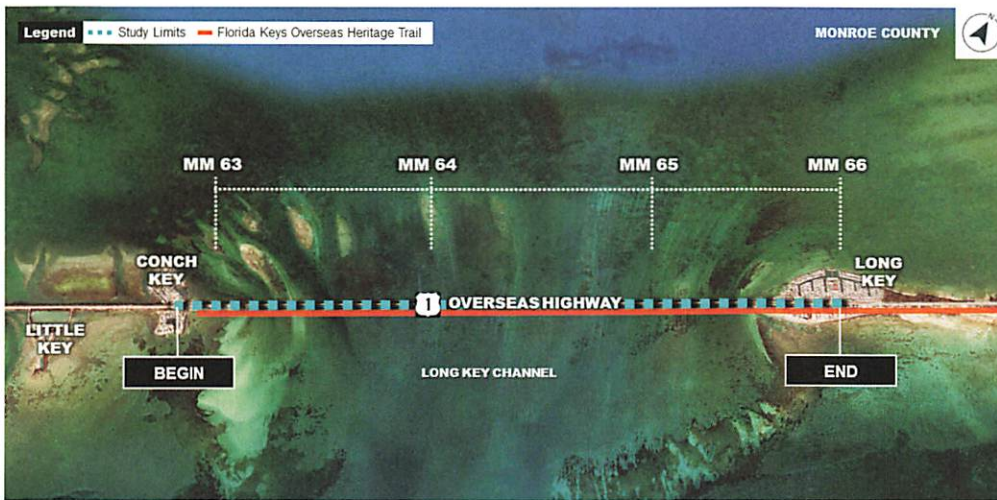 Legend Study Limits Florida Keys Overseas Heritage Trail
MONROE COUNTY
N
MM 63 MM 64 MM 65 MM 66
CONCH
KEY
LONG
KEY
1 OVERSEAS HIGHWAY
LITTLE
KEY
BEGIN
LONG KEY CHANNEL
END